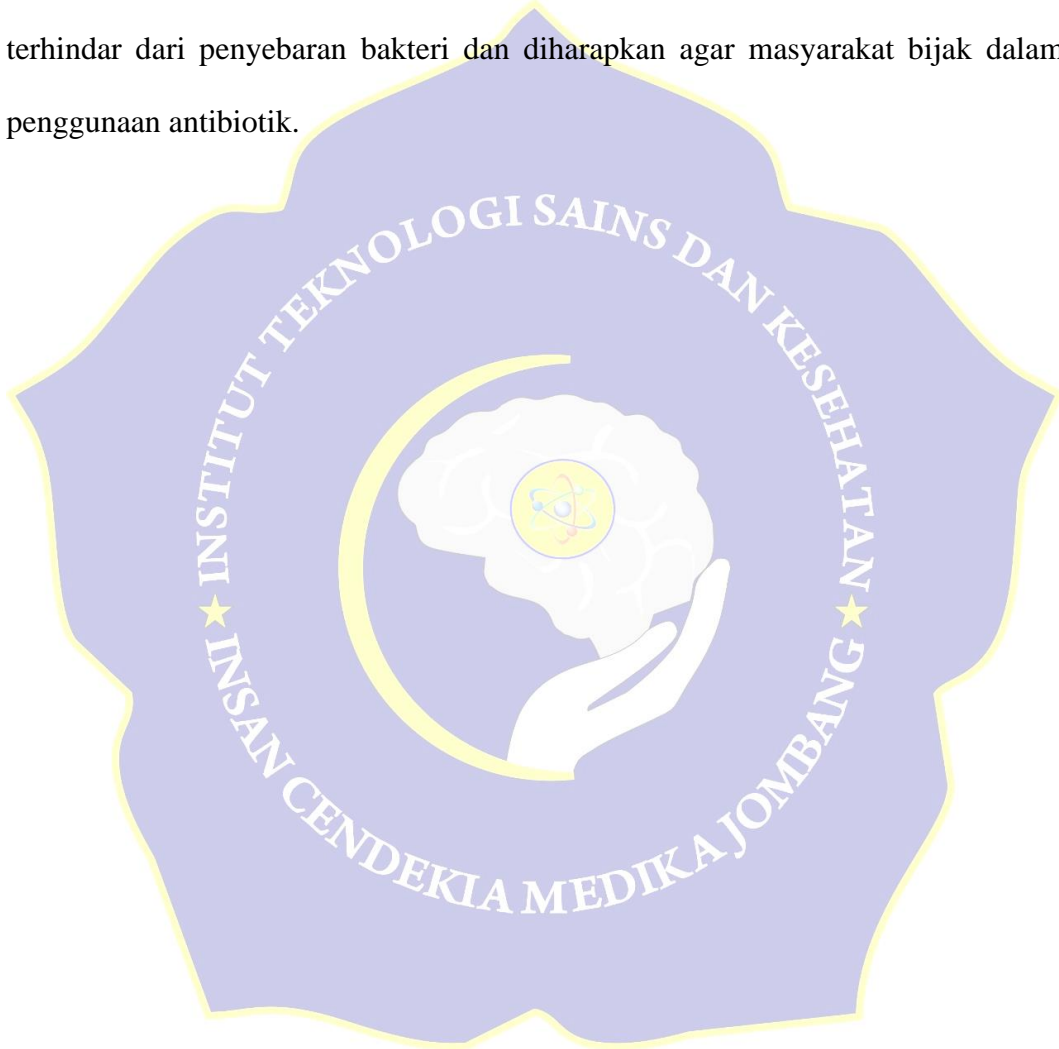 terhindar dari penyebaran bakteri dan diharapkan agar masyarakat bijak dalam
penggunaan antibiotik.
INSTITUT TEKNOLOGI SAINS DAN KESEHATAN
INSAN CENDEKIA MEDIKA JOMBANG